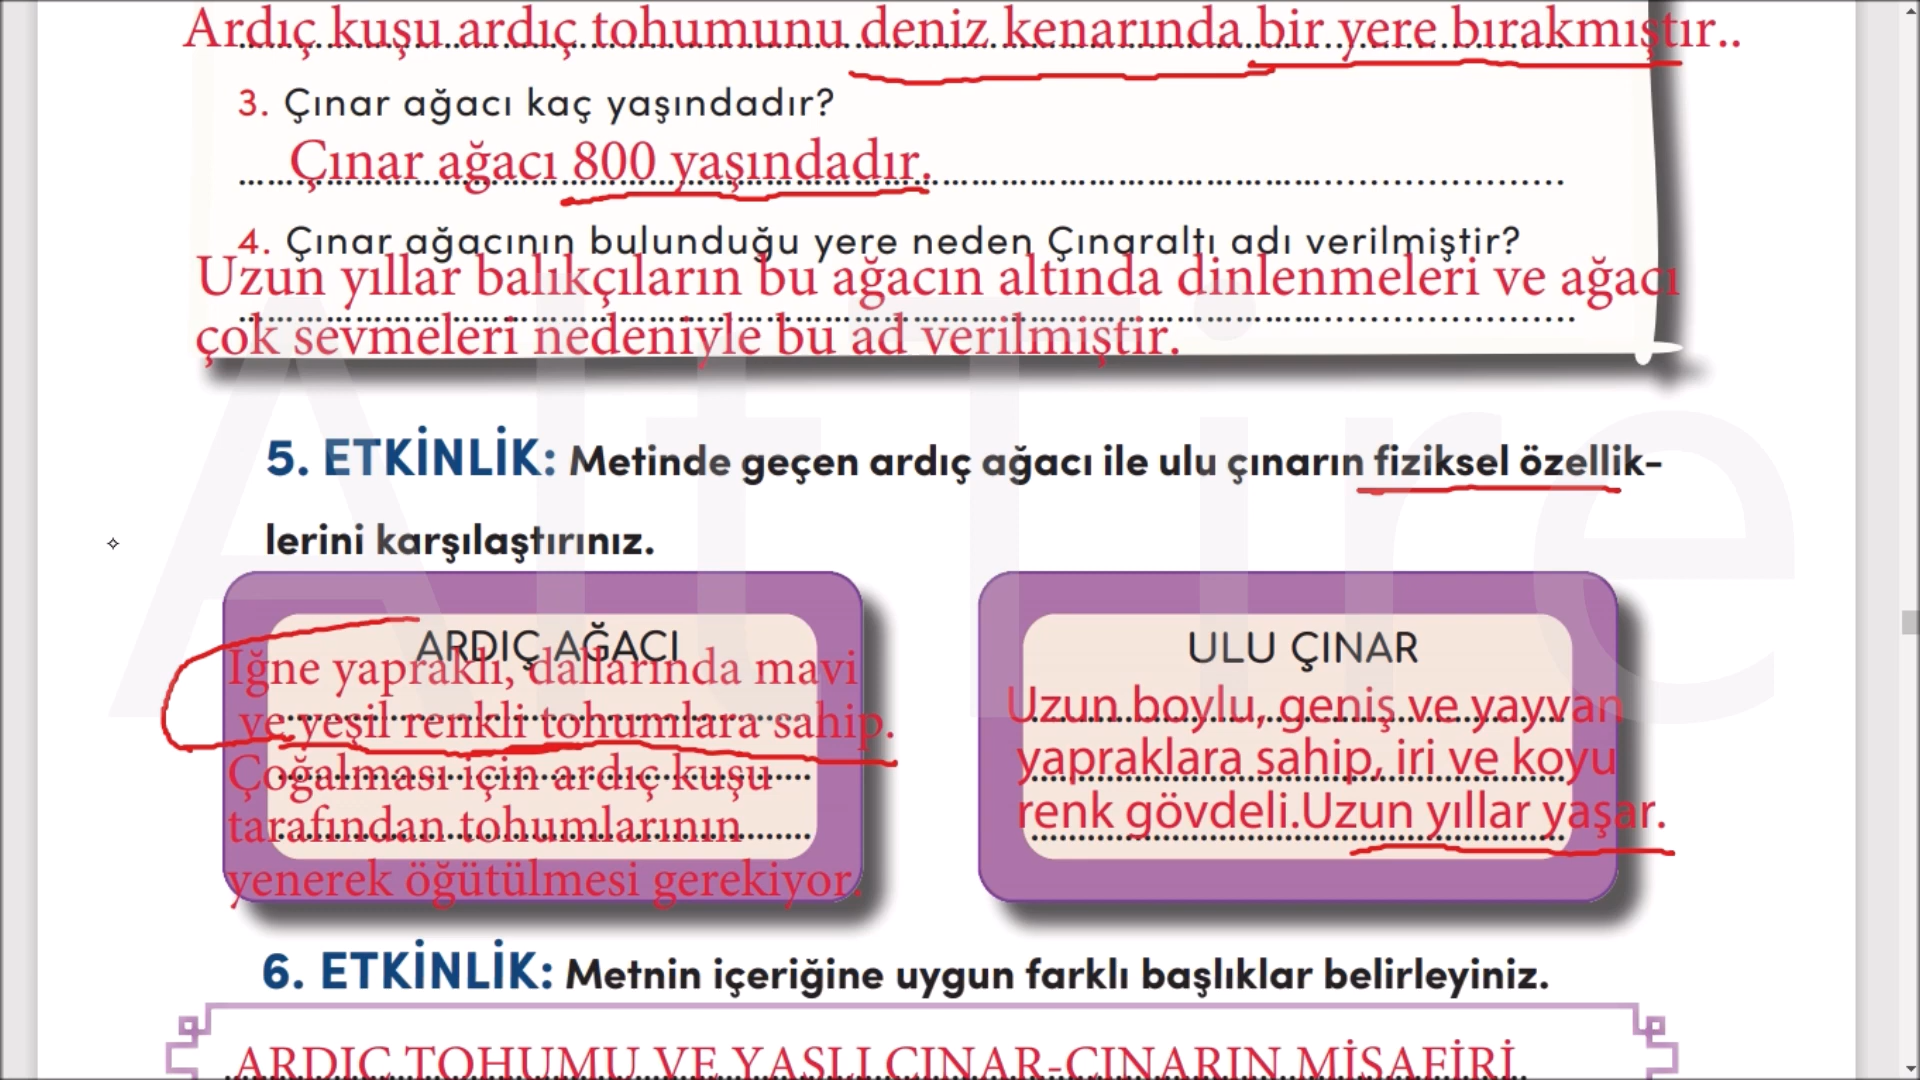 Ardıç kuşu ardıç tohumunu deniz kenarında bir yere bırakmıştır..
3. Çınar ağacı kaç yaşındadır?
Çınar ağacı 800 yaşındadır.
4. Çınar ağacının bulunduğu yere neden Çınaraltı adı verilmiştir?
Uzun yıllar balıkçıların bu ağacın altında dinlenmeleri ve ağacı
çok sevmeleri nedeniyle bu ad verilmiştir.
5. ETKİNLİK: Metinde geçen ardıç ağacı ile ulu çınarın fiziksel özellik-
lerini karşılaştırınız.
ARDIÇ AĞACI
İğne yapraklı, dallarında mavi
ve yeşil renkli tohumlara sahip.
Çoğalması için ardıç kuşu
tarafından tohumlarının
yenerek öğütülmesi gerekiyor.
ULU ÇINAR
Uzun boylu, geniş ve yayvan
yapraklara sahip, iri ve koyu
renk gövdeli.Uzun yıllar yaşar.
6. ETKİNLİK: Metnin içeriğine uygun farklı başlıklar belirleyiniz.
ARDIÇ TOHUMU VE YAŞLI ÇINAR-ÇINARIN MİSAFİRİ
AltTire